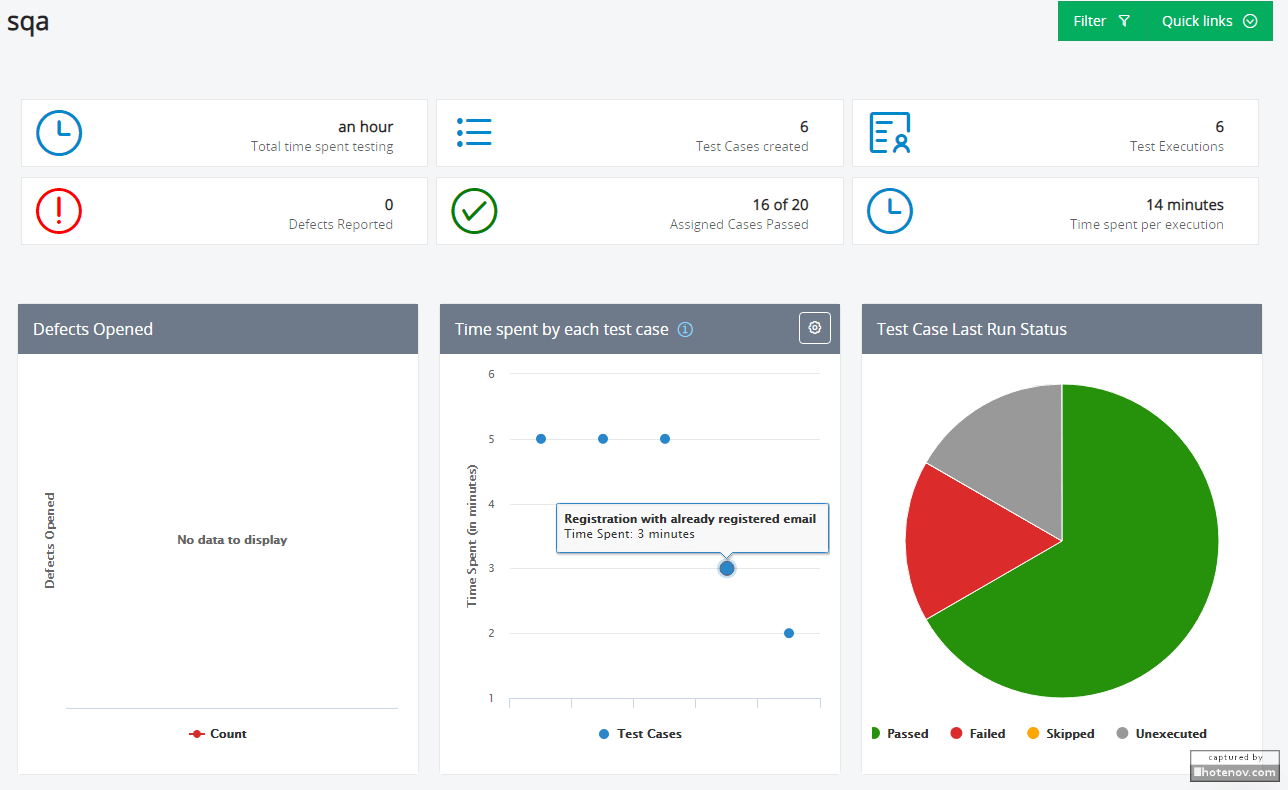 sqa
Filter
Quick links
an hour
Total time spent testing
6
Test Cases created
6
Test Executions
0
Defects Reported
16 of 20
Assigned Cases Passed
14 minutes
Time spent per execution
Defects Opened
Defects Opened
No data to display
Count
Time spent by each test case
Time Spent (in minutes)
6
5
4
3
2
1
Registration with already registered email
Time Spent: 3 minutes
Test Cases
Test Case Last Run Status
Passed
Failed
Skipped
Unexecuted
captured by
hotenov.com